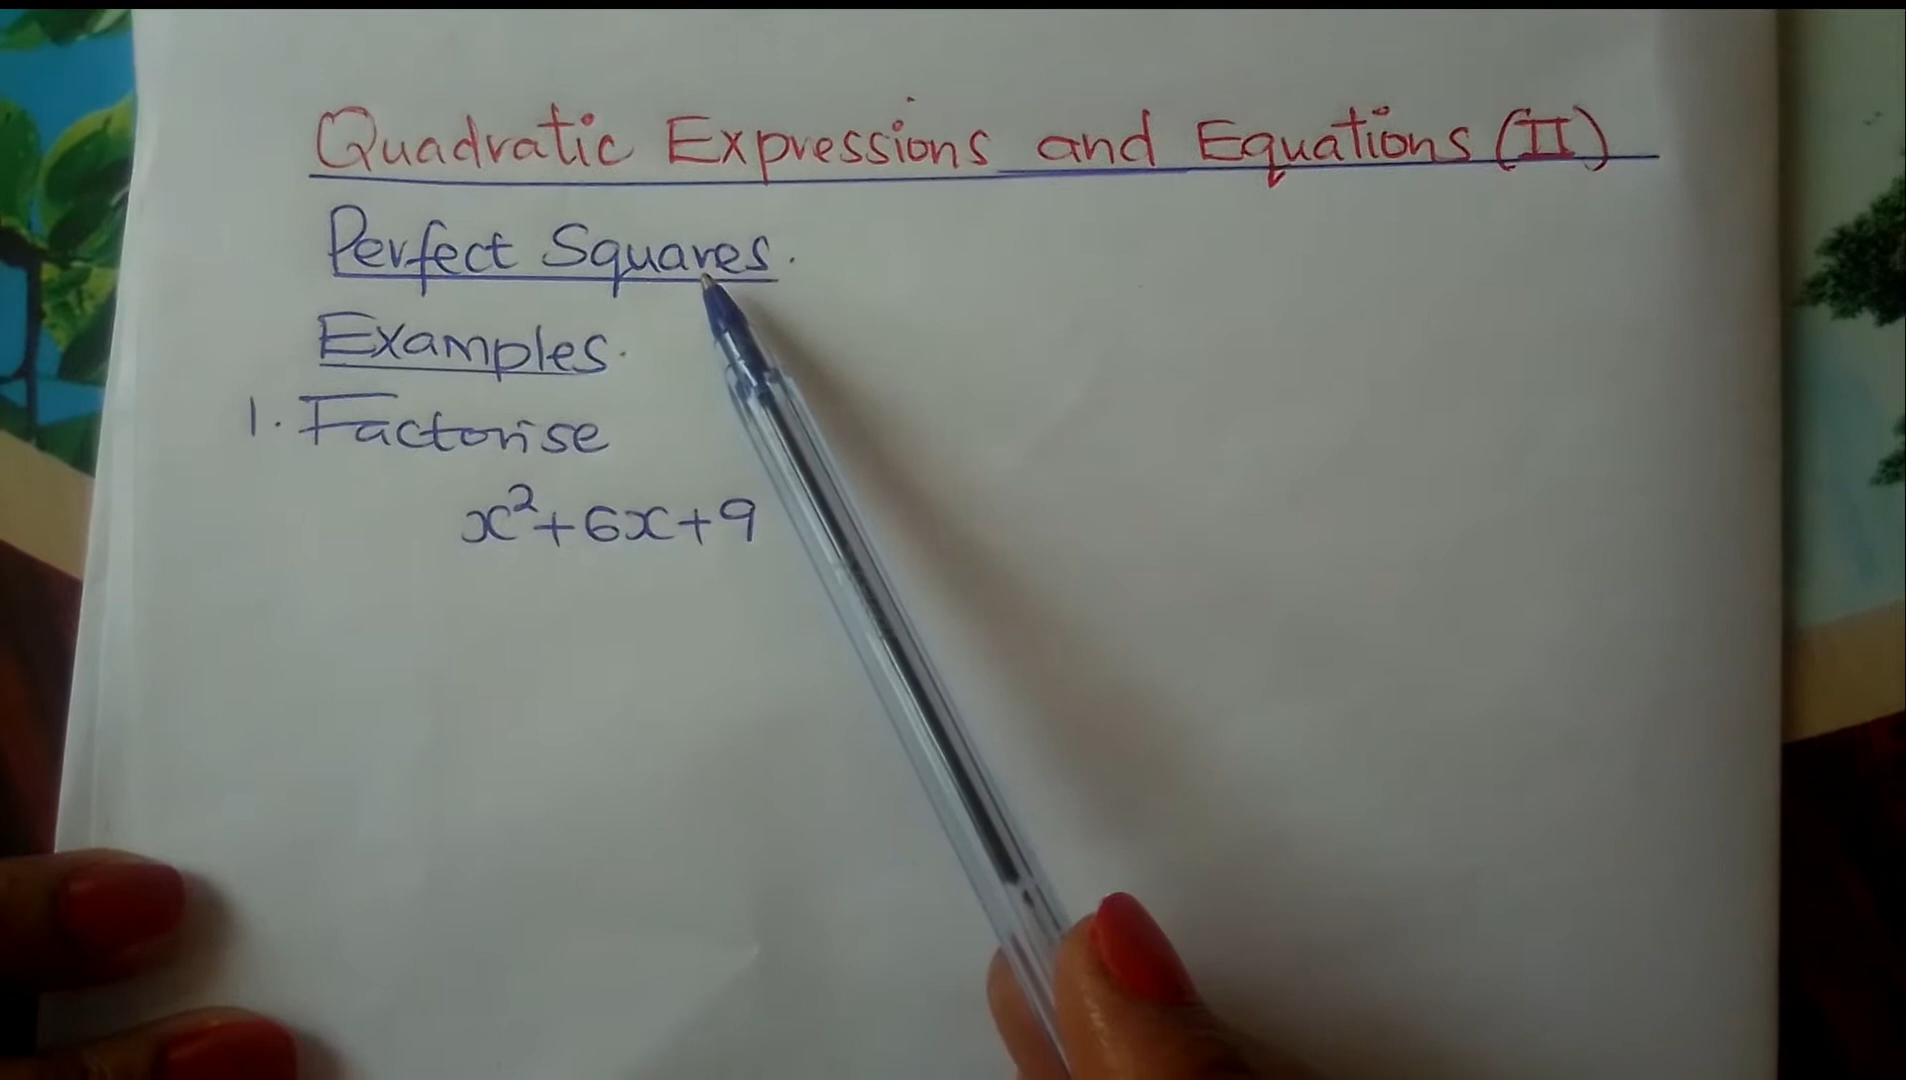 Quadratic Expressions and Equations (II)
Perfect Squares.
Examples.
1. Factorise
x²+6x+9